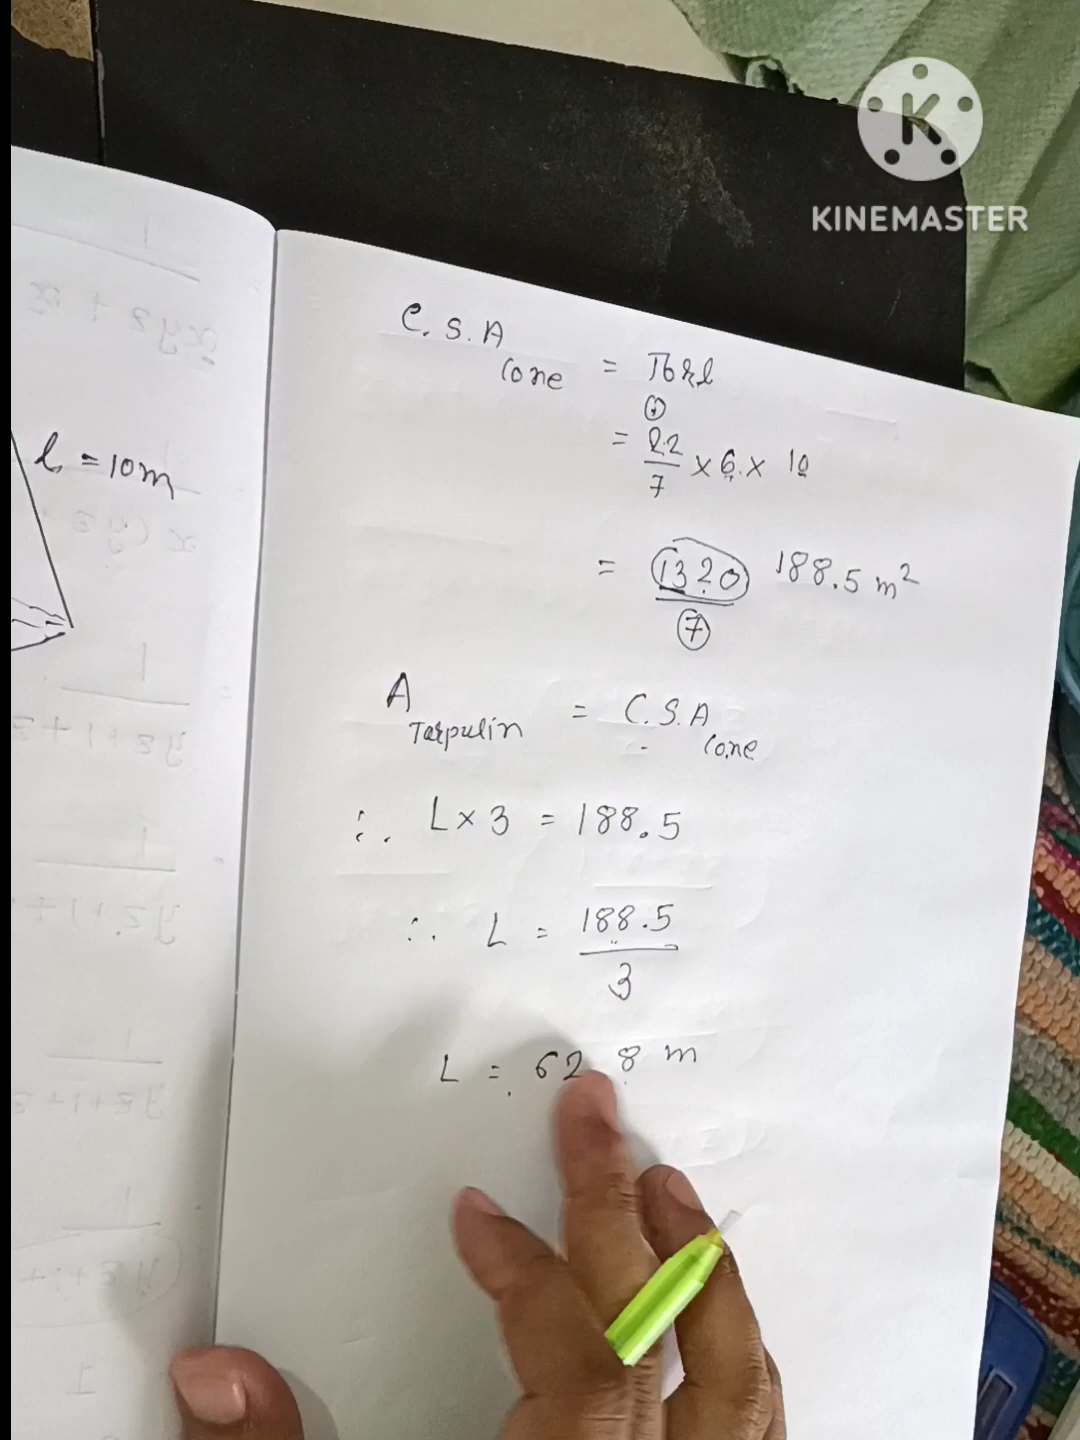 KINEMASTER
l = 10m
C.S.A Cone = πrl
= 22/7 × 6 × 10
= 1320/7 188.5 m²
A Tarpulin = C.S.A Cone
∴ L × 3 = 188.5
∴ L = 188.5/3
L = 62.8 m